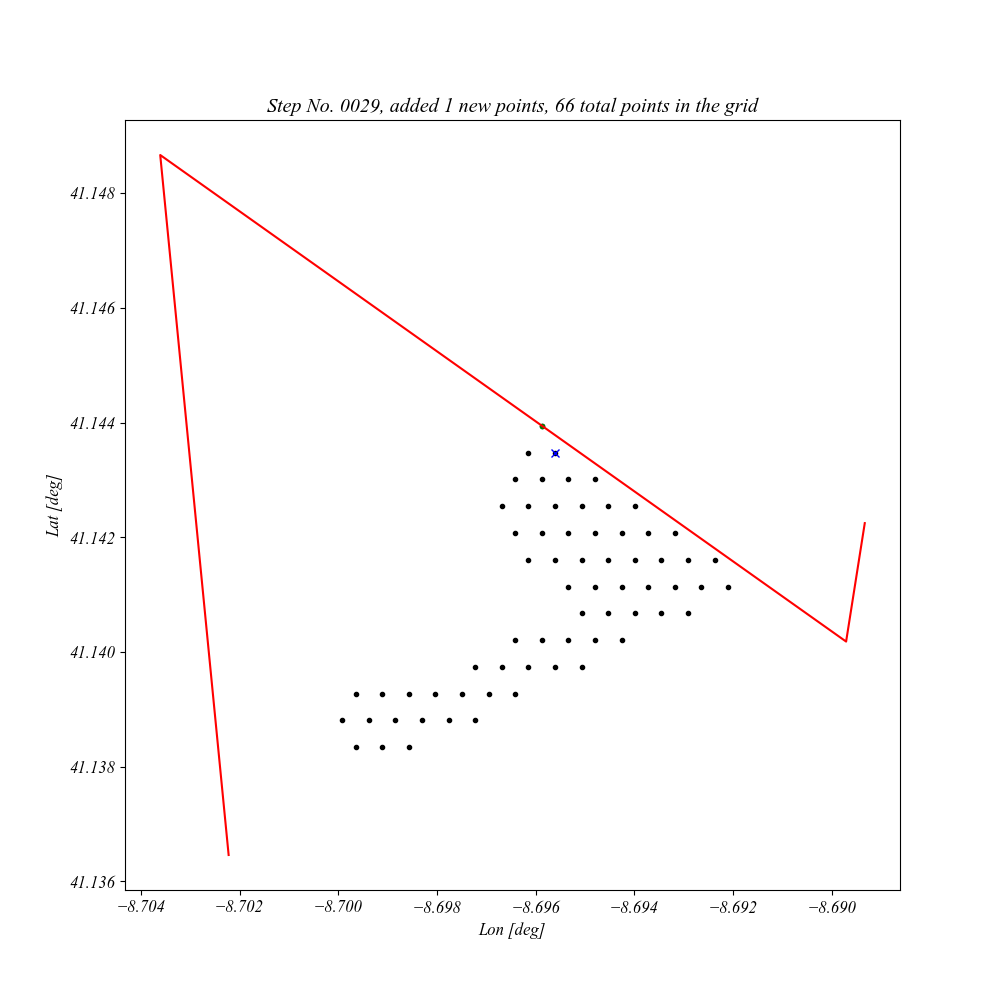 Step No. 0029, added 1 new points, 66 total points in the grid
41.148
41.146
41.144
41.142
41.140
41.138
41.136
Lat [deg]
−8.704 −8.702 −8.700 −8.698 −8.696 −8.694 −8.692 −8.690
Lon [deg]